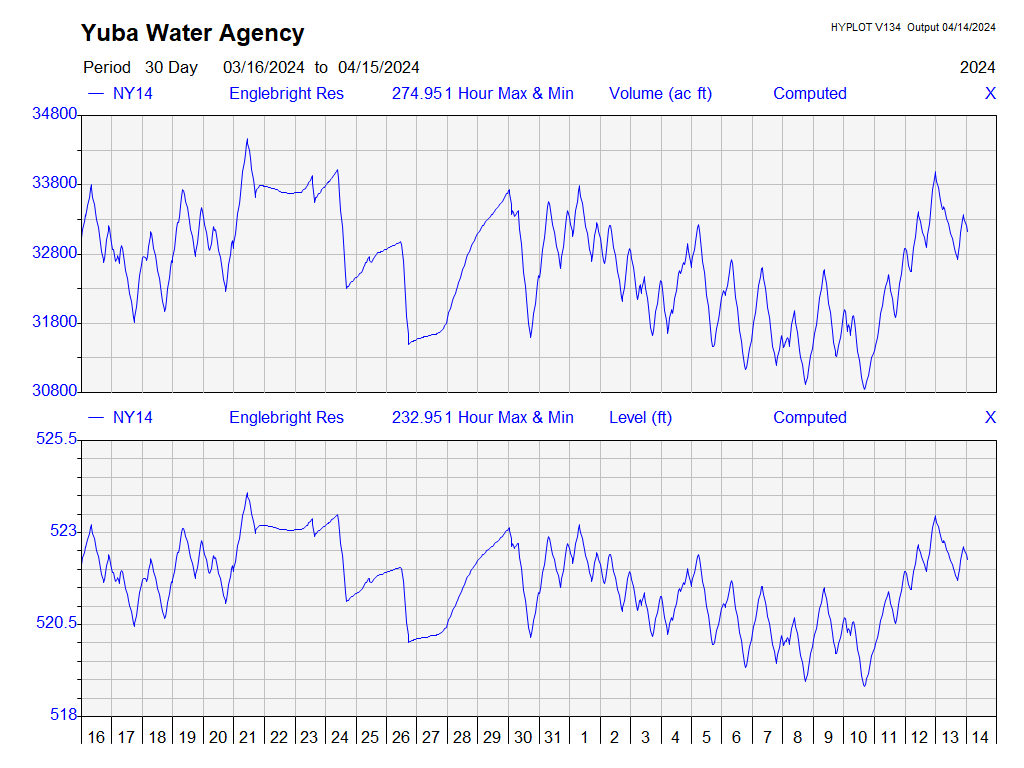 Yuba Water Agency
HYPLOT V134 Output 04/14/2024
Period 30 Day 03/16/2024 to 04/15/2024 2024
NY14 Englebright Res 274.951 Hour Max & Min Volume (ac ft) Computed X
34800
33800
32800
31800
30800
NY14 Englebright Res 232.951 Hour Max & Min Level (ft) Computed X
525.5
523
520.5
518
16 17 18 19 20 21 22 23 24 25 26 27 28 29 30 31 1 2 3 4 5 6 7 8 9 10 11 12 13 14